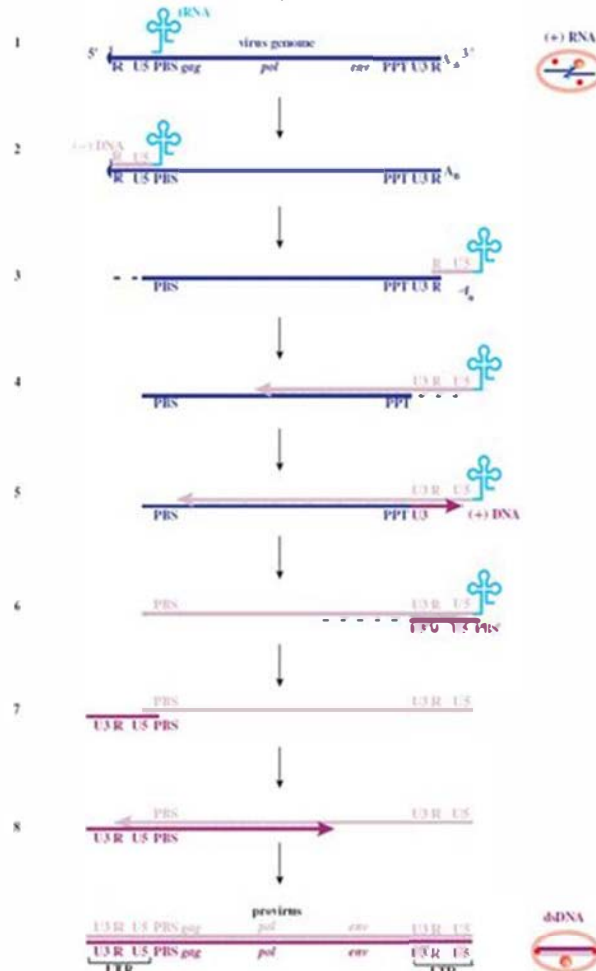 tRNA
1
virus genome
(+) RNA
5' 3'
R U5 PBS gag pol env PPT U3 R
2
(-) DNA
R U5
An
R U5 PBS PPT U3 R
3
R U5
PBS PPT U3 R An
4
U3 R U5
PBS PPT
5
U3 R U5
PBS PPT U3 (+) DNA
6
PBS U3 R U5
7
PBS U3 R U5
U3 R U5 PBS
8
PBS U3 R U5
U3 R U5 PBS
provirus
dsDNA
U3 R U5 PBS gag pol env U3 R U5
U3 R U5 PBS gag pol env U3 R U5